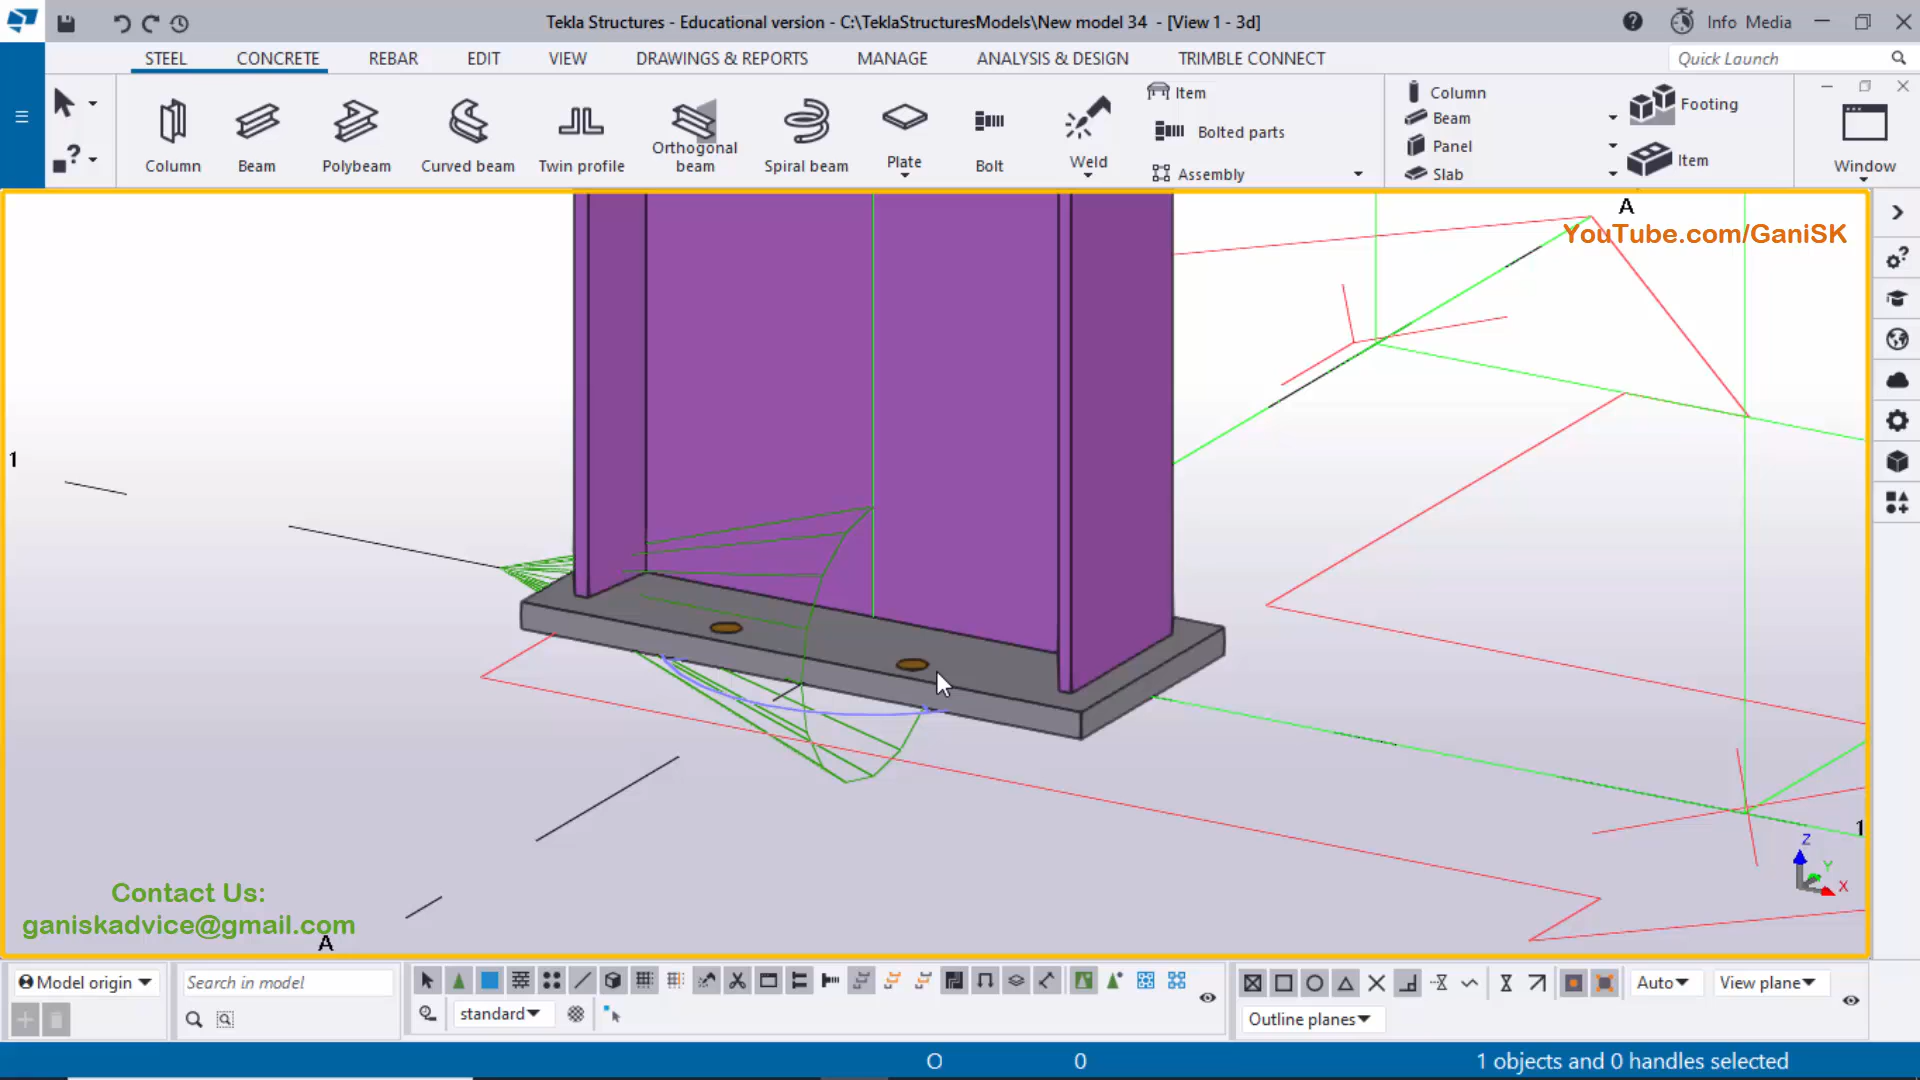 Tekla Structures - Educational version - C:\TeklaStructuresModels\New model 34 - [View 1 - 3d]
Info Media
STEEL CONCRETE REBAR EDIT VIEW DRAWINGS & REPORTS MANAGE ANALYSIS & DESIGN TRIMBLE CONNECT
Quick Launch
Column
Beam
Polybeam
Curved beam
Twin profile
Orthogonal
beam
Spiral beam
Plate
Bolt
Weld
Item
Bolted parts
Assembly
Column
Beam
Panel
Slab
Footing
Item
Window
A
YouTube.com/GaniSK
1
1
Z
Y
X
Contact Us:
ganiskadvice@gmail.com
A
Model origin
Search in model
standard
Auto
View plane
Outline planes
O 0 1 objects and 0 handles selected